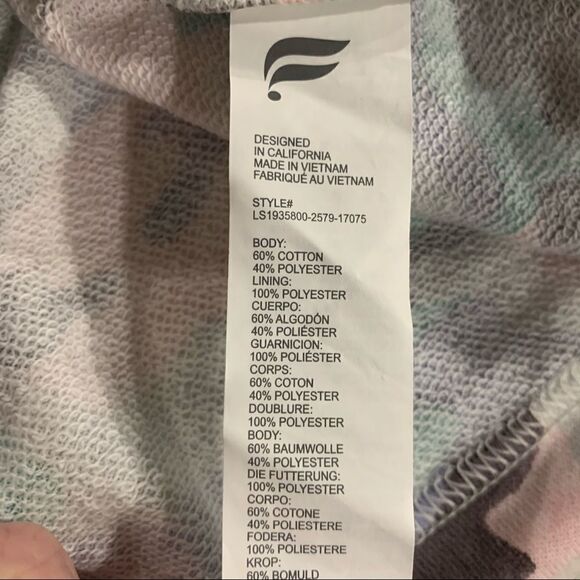 DESIGNED
IN CALIFORNIA
MADE IN VIETNAM
FABRIQUÉ AU VIETNAM
STYLE#
LS1935800-2579-17075
BODY:
60% COTTON
40% POLYESTER
LINING:
100% POLYESTER
CUERPO:
60% ALGODÓN
40% POLIÉSTER
GUARNICION:
100% POLIÉSTER
CORPS:
60% COTON
40% POLYESTER
DOUBLURE:
100% POLYESTER
BODY:
60% BAUMWOLLE
40% POLYESTER
DIE FUTTERUNG:
100% POLYESTER
CORPO:
60% COTONE
40% POLIESTERE
FODERA:
100% POLIESTERE
KROP:
60% BOMULD